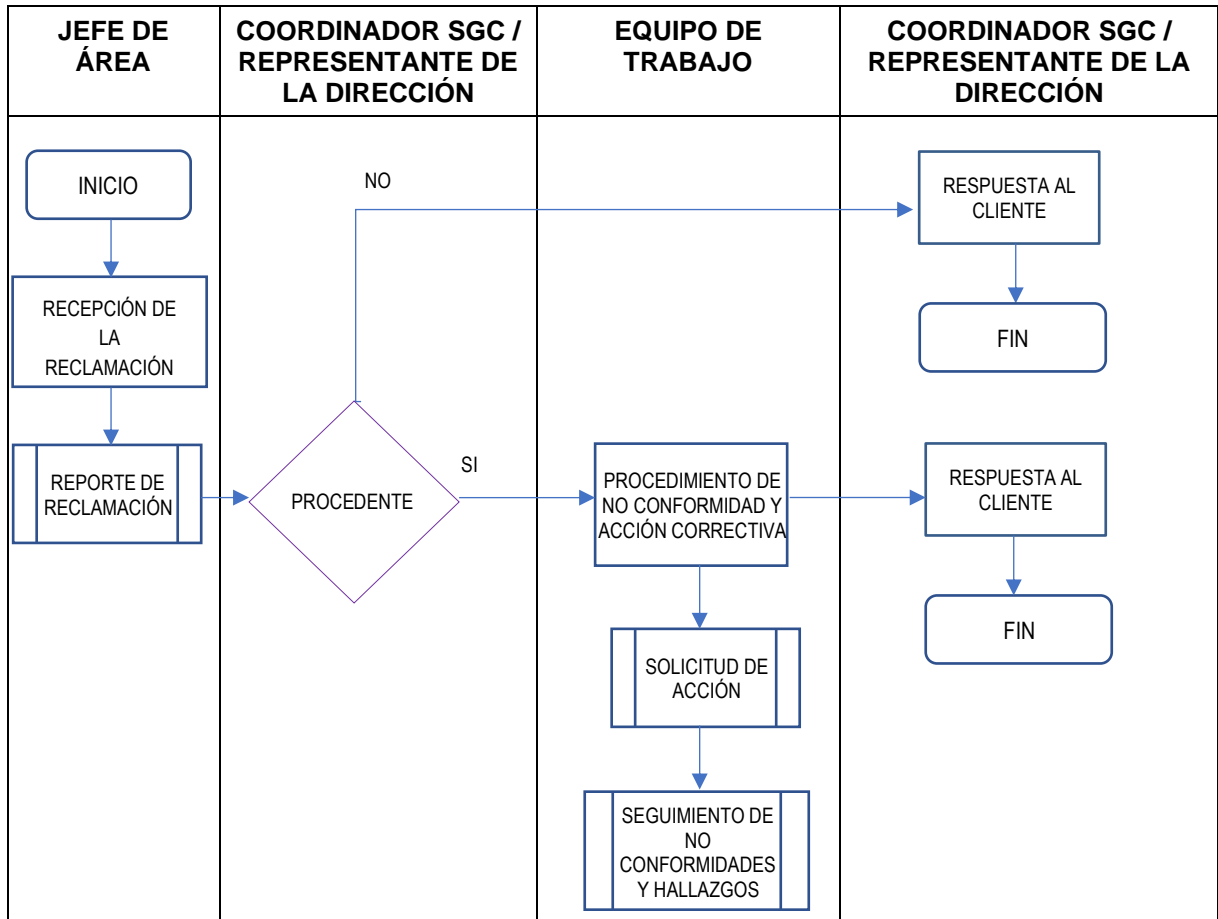 JEFE DE
ÁREA
COORDINADOR SGC /
REPRESENTANTE DE
LA DIRECCIÓN
EQUIPO DE
TRABAJO
COORDINADOR SGC /
REPRESENTANTE DE LA
DIRECCIÓN
INICIO
RECEPCIÓN DE
LA
RECLAMACIÓN
REPORTE DE
RECLAMACIÓN
NO
PROCEDENTE
SI
PROCEDIMIENTO DE
NO CONFORMIDAD Y
ACCIÓN CORRECTIVA
SOLICITUD DE
ACCIÓN
SEGUIMIENTO DE
NO
CONFORMIDADES
Y HALLAZGOS
RESPUESTA AL
CLIENTE
FIN
RESPUESTA AL
CLIENTE
FIN